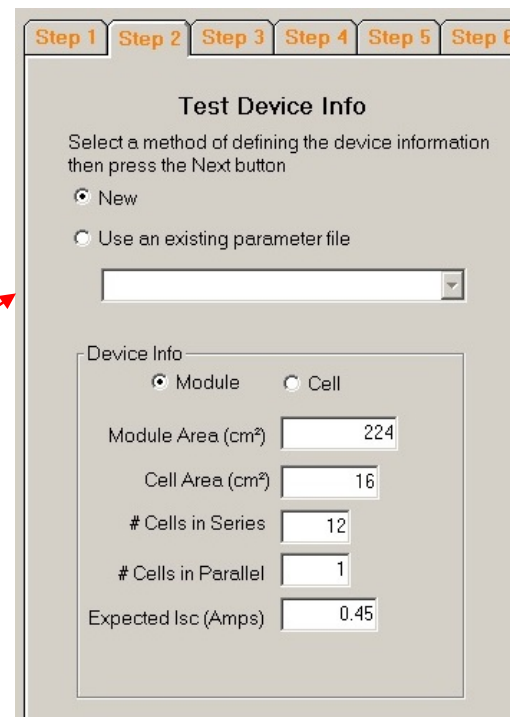 Step 1 Step 2 Step 3 Step 4 Step 5 Step 6
Test Device Info
Select a method of defining the device information
then press the Next button
New
Use an existing parameter file
Device Info
Module Cell
Module Area (cm²) 224
Cell Area (cm²) 16
# Cells in Series 12
# Cells in Parallel 1
Expected Isc (Amps) 0.45